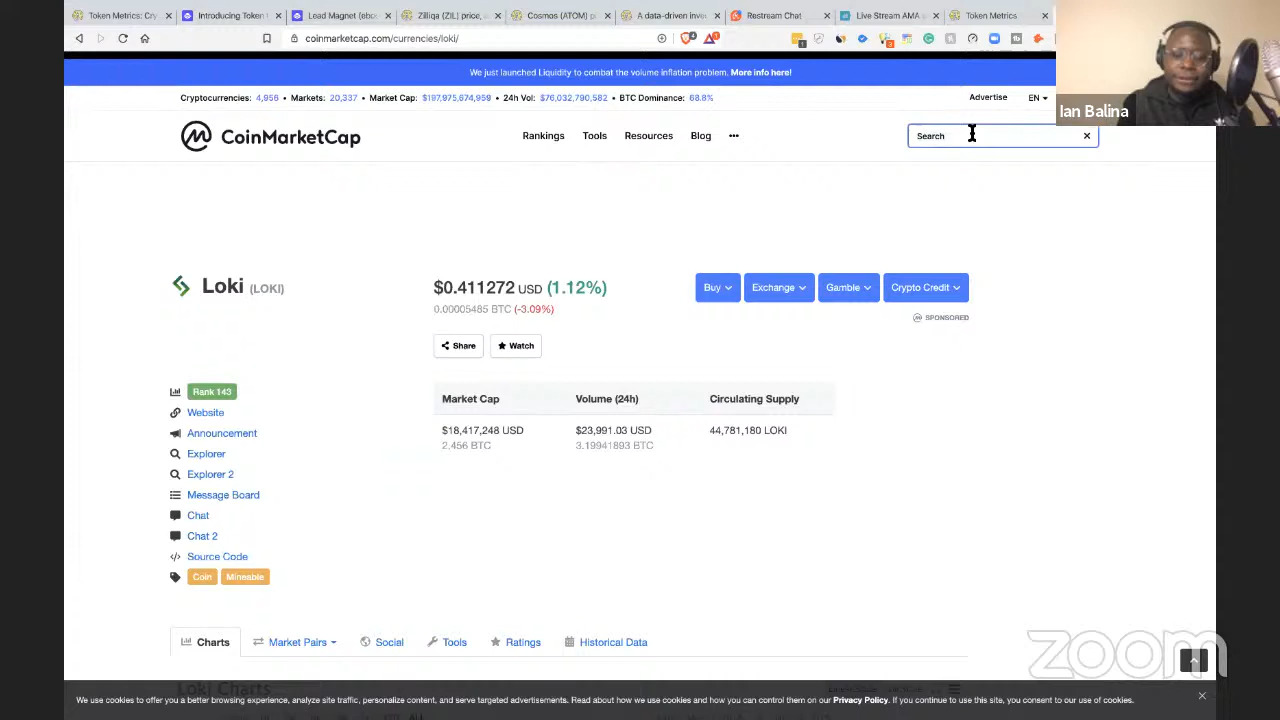 Token Metrics: Cry
Introducing Token
Lead Magnet (ebo
Zilliqa (ZIL) price,
Cosmos (ATOM) p
A data-driven inve
Restream Chat
Live Stream AMA
Token Metrics
coinmarketcap.com/currencies/loki/
We just launched Liquidity to combat the volume inflation problem. More info here!
Cryptocurrencies: 4,956 • Markets: 20,337 • Market Cap: $197,975,674,959 • 24h Vol: $76,032,790,582 • BTC Dominance: 68.8%
Advertise
EN
Ian Balina
CoinMarketCap
Rankings
Tools
Resources
Blog
Search
Loki (LOKI)
$0.411272 USD (1.12%)
0.00005485 BTC (-3.09%)
Buy
Exchange
Gamble
Crypto Credit
SPONSORED
Share
Watch
Rank 143
Website
Announcement
Explorer
Explorer 2
Message Board
Chat
Chat 2
Source Code
Coin
Mineable
Market Cap
Volume (24h)
Circulating Supply
$18,417,248 USD
$23,991.03 USD
44,781,180 LOKI
2,456 BTC
3.19941893 BTC
Charts
Market Pairs
Social
Tools
Ratings
Historical Data
zoom
Loki Charts
We use cookies to offer you a better browsing experience, analyze site traffic, personalize content, and serve targeted advertisements. Read about how we use cookies and how you can control them on our Privacy Policy. If you continue to use this site, you consent to our use of cookies.